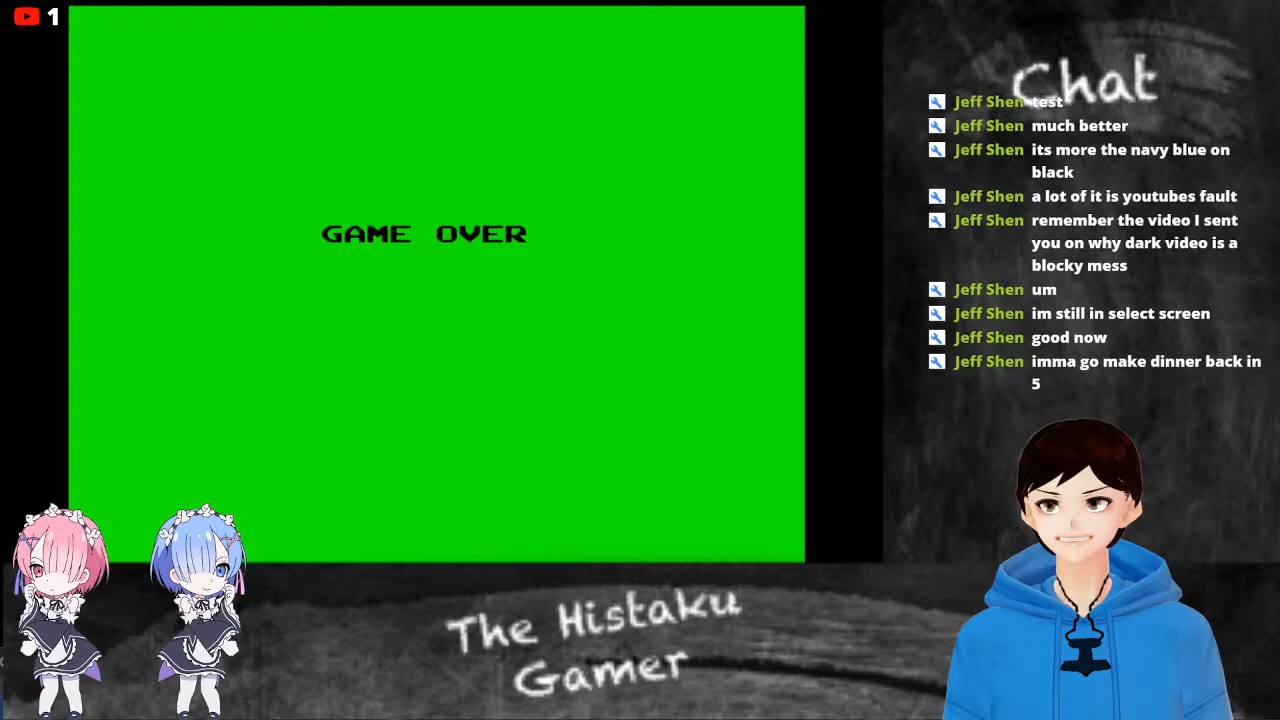 1
GAME OVER
Chat
Jeff Shen test
Jeff Shen much better
Jeff Shen its more the navy blue on
black
Jeff Shen a lot of it is youtubes fault
Jeff Shen remember the video I sent
you on why dark video is a
blocky mess
Jeff Shen um
Jeff Shen im still in select screen
Jeff Shen good now
Jeff Shen imma go make dinner back in
5
The Histaku
Gamer